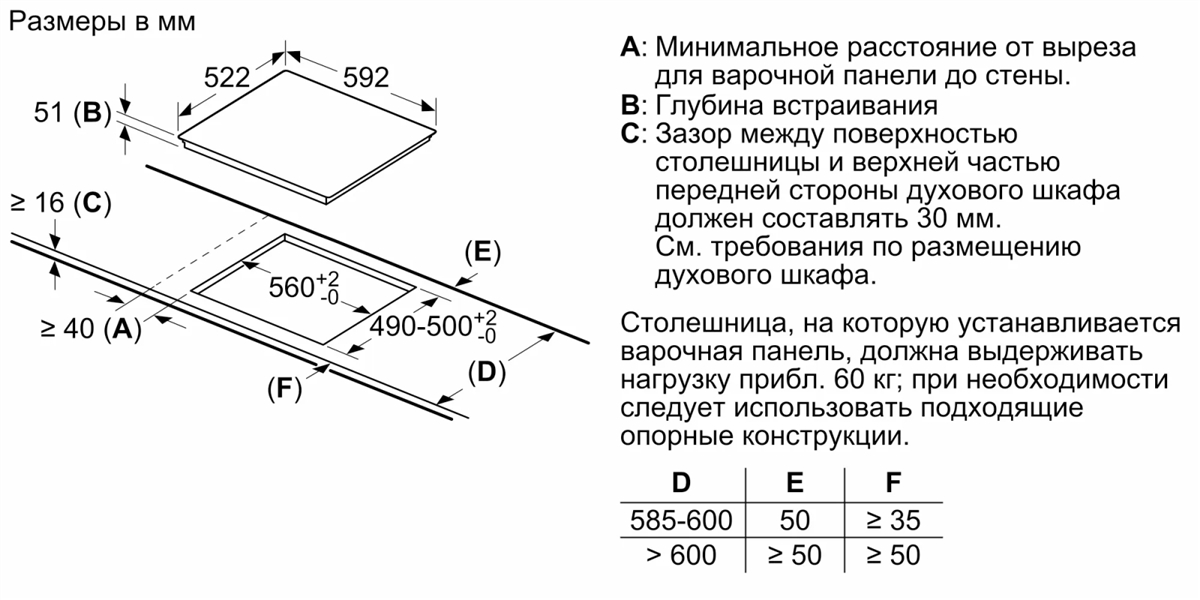 Размеры в мм
522
592
51 (B)
≥ 16 (C)
(E)
560+2 -0
490-500+2 -0
≥ 40 (A)
(D)
(F)
A: Минимальное расстояние от выреза
для варочной панели до стены.
B: Глубина встраивания
C: Зазор между поверхностью
столешницы и верхней частью
передней стороны духового шкафа
должен составлять 30 мм.
См. требования по размещению
духового шкафа.
Столешница, на которую устанавливается
варочная панель, должна выдерживать
нагрузку прибл. 60 кг; при необходимости
следует использовать подходящие
опорные конструкции.
D E F
585-600 50 ≥ 35
> 600 ≥ 50 ≥ 50